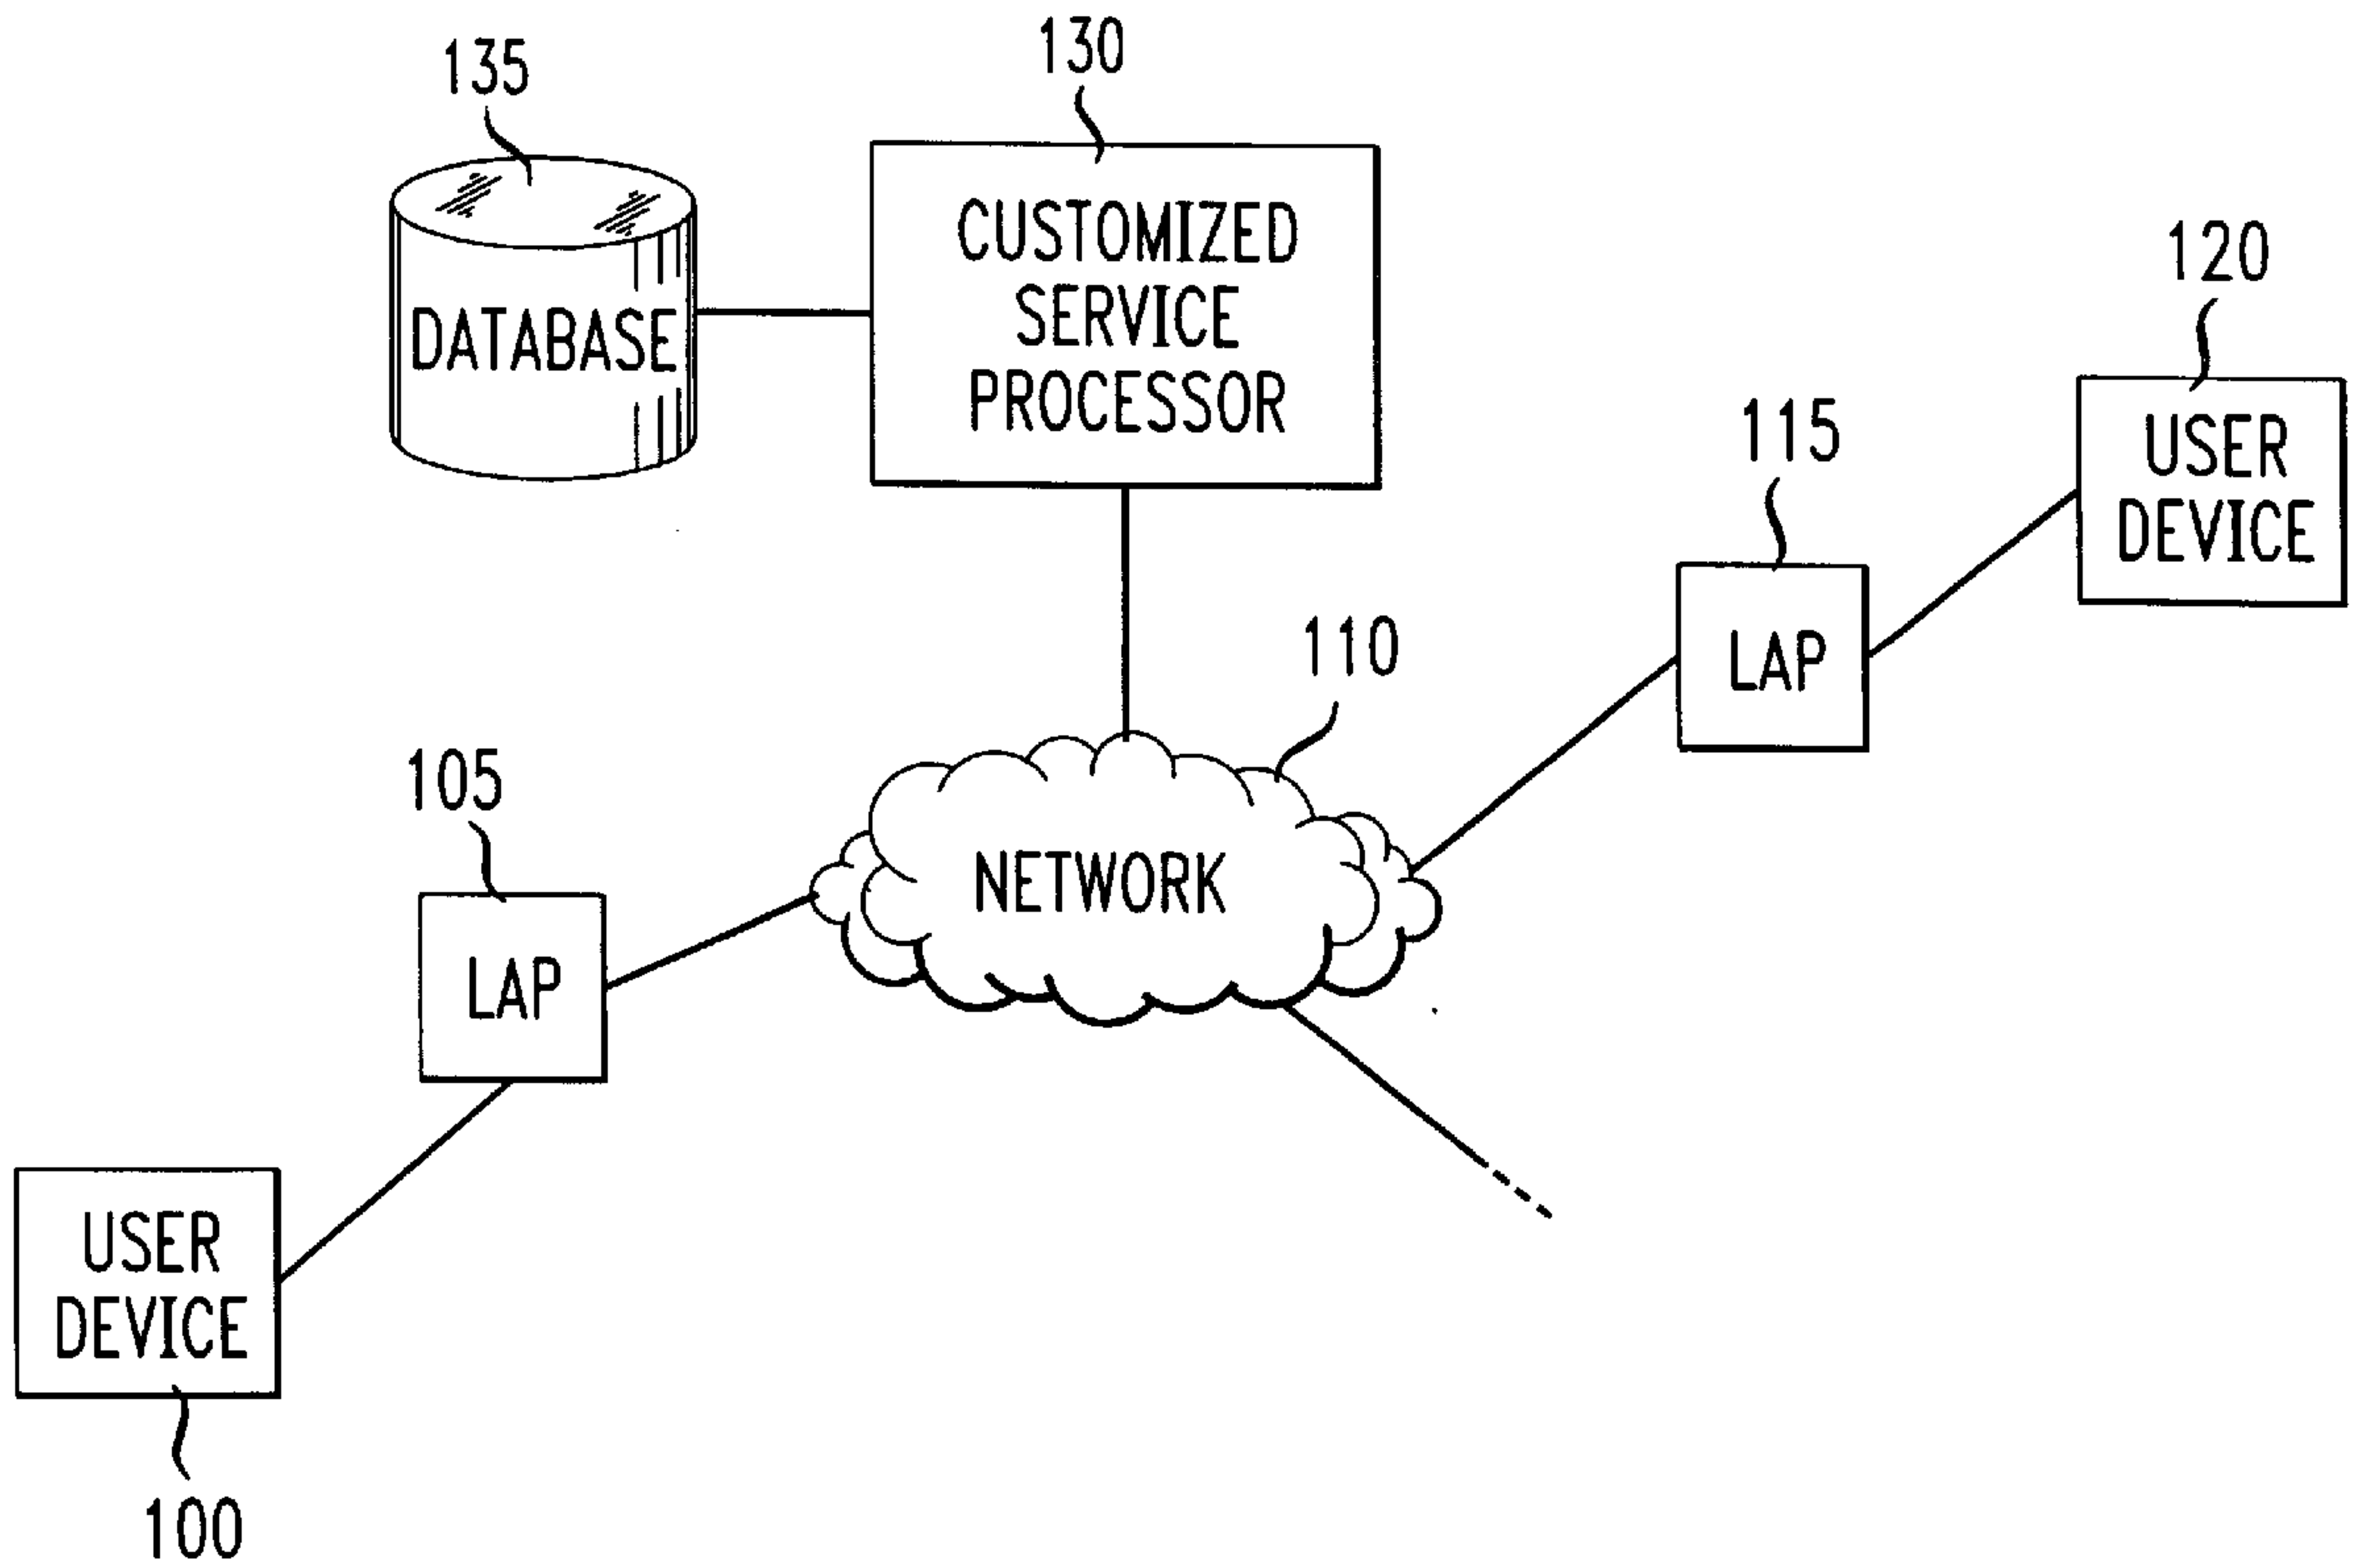 130
135
CUSTOMIZED
SERVICE
PROCESSOR
DATABASE
120
USER
DEVICE
115
LAP
110
NETWORK
105
LAP
USER
DEVICE
100